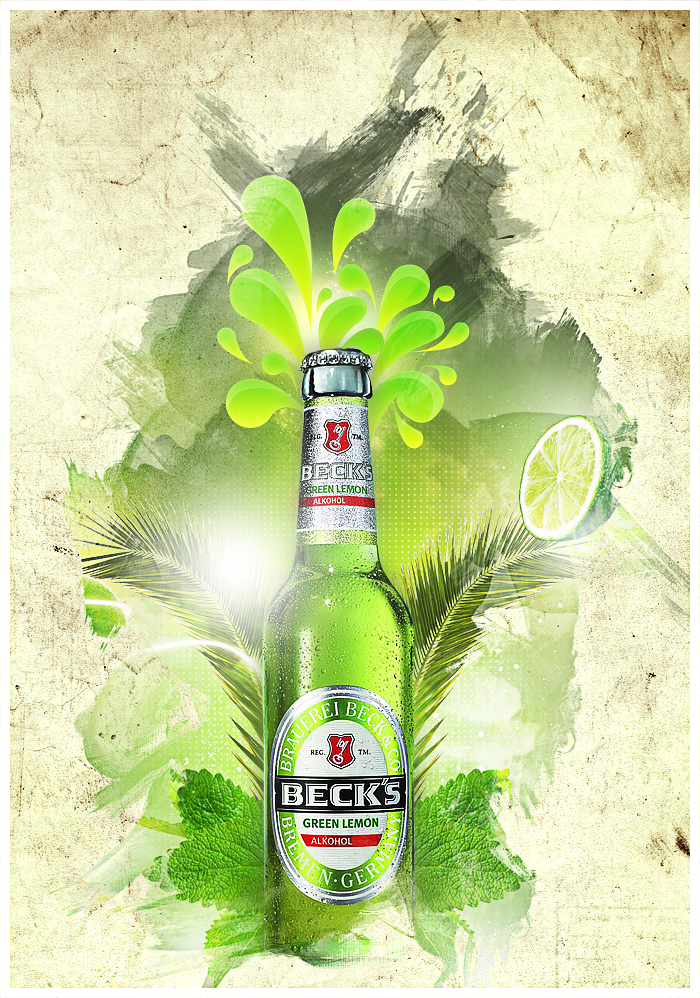 REG. TM.
BECK'S
GREEN LEMON
ALKOHOL
BRAUEREI BECK & CO
REG. TM.
BECK'S
GREEN LEMON
ALKOHOL
BREMEN · GERMANY